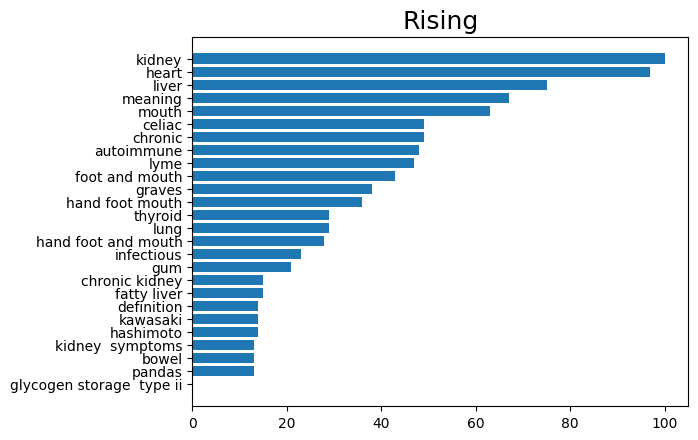 Rising
kidney
heart
liver
meaning
mouth
celiac
chronic
autoimmune
lyme
foot and mouth
graves
hand foot mouth
thyroid
lung
hand foot and mouth
infectious
gum
chronic kidney
fatty liver
definition
kawasaki
hashimoto
kidney  symptoms
bowel
pandas
glycogen storage  type ii
0 20 40 60 80 100